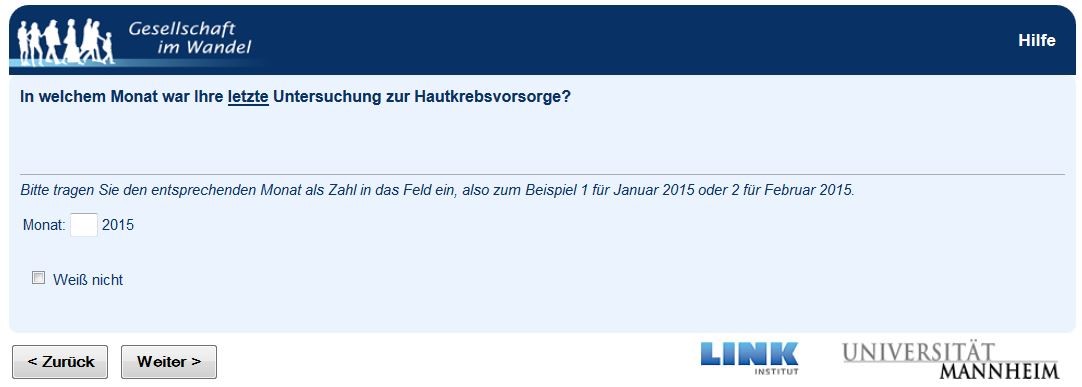 Gesellschaft
im Wandel
Hilfe
In welchem Monat war Ihre letzte Untersuchung zur Hautkrebsvorsorge?
Bitte tragen Sie den entsprechenden Monat als Zahl in das Feld ein, also zum Beispiel 1 für Januar 2015 oder 2 für Februar 2015.
Monat: 2015
Weiß nicht
< Zurück Weiter >
LINK
INSTITUT
UNIVERSITÄT
MANNHEIM